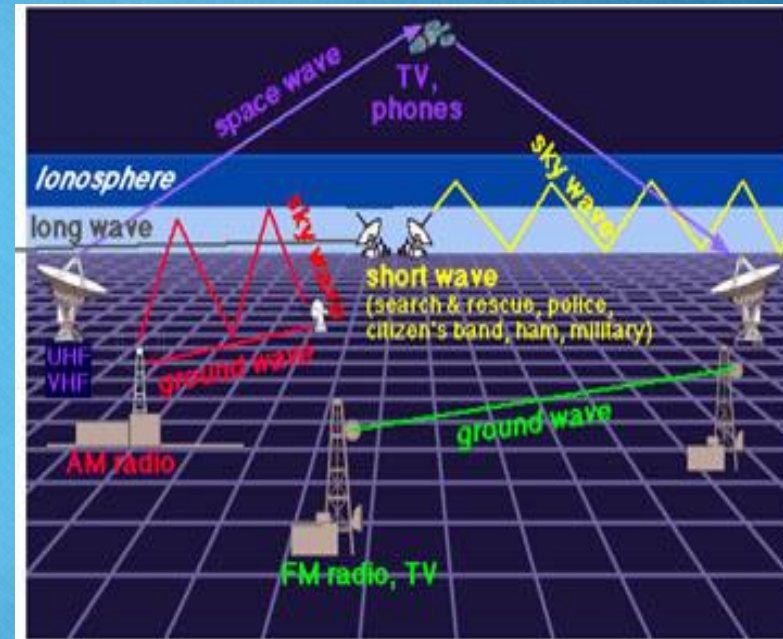 space wave
TV,
phones
Ionosphere
sky wave
long wave
sky wave
short wave
(search & rescue, police,
citizen's band, ham, military)
UHF
VHF
ground wave
ground wave
AM radio
FM radio, TV